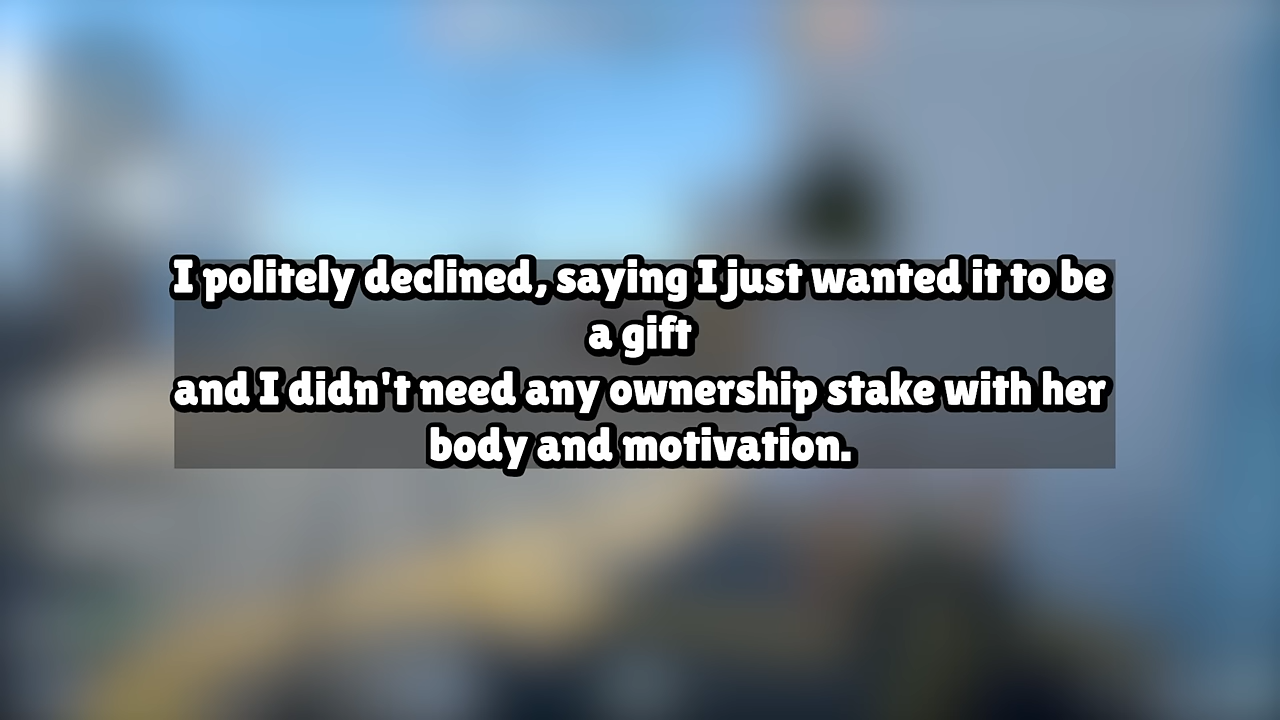 I politely declined, saying I just wanted it to be
a gift
and I didn't need any ownership stake with her
body and motivation.